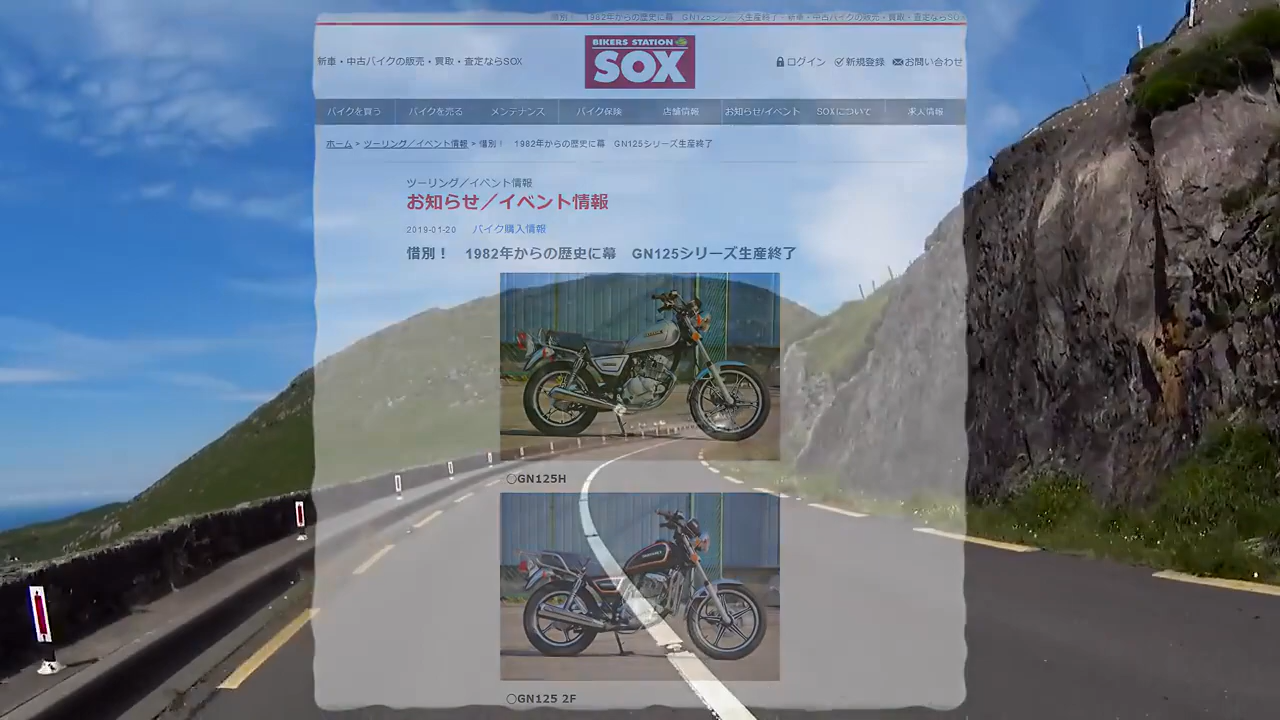 惜別！　1982年からの歴史に幕　GN125シリーズ生産終了 - 新車・中古バイクの販売・買取・査定ならSOX
新車・中古バイクの販売・買取・査定ならSOX
BIKERS STATION
SOX
ログイン 新規登録 お問い合わせ
バイクを買う バイクを売る メンテナンス バイク保険 店舗情報 お知らせ/イベント SOXについて 求人情報
ホーム > ツーリング／イベント情報 > 惜別！　1982年からの歴史に幕　GN125シリーズ生産終了
ツーリング／イベント情報
お知らせ／イベント情報
2019-01-20 バイク購入情報
惜別！　1982年からの歴史に幕　GN125シリーズ生産終了
〇GN125H
〇GN125 2F